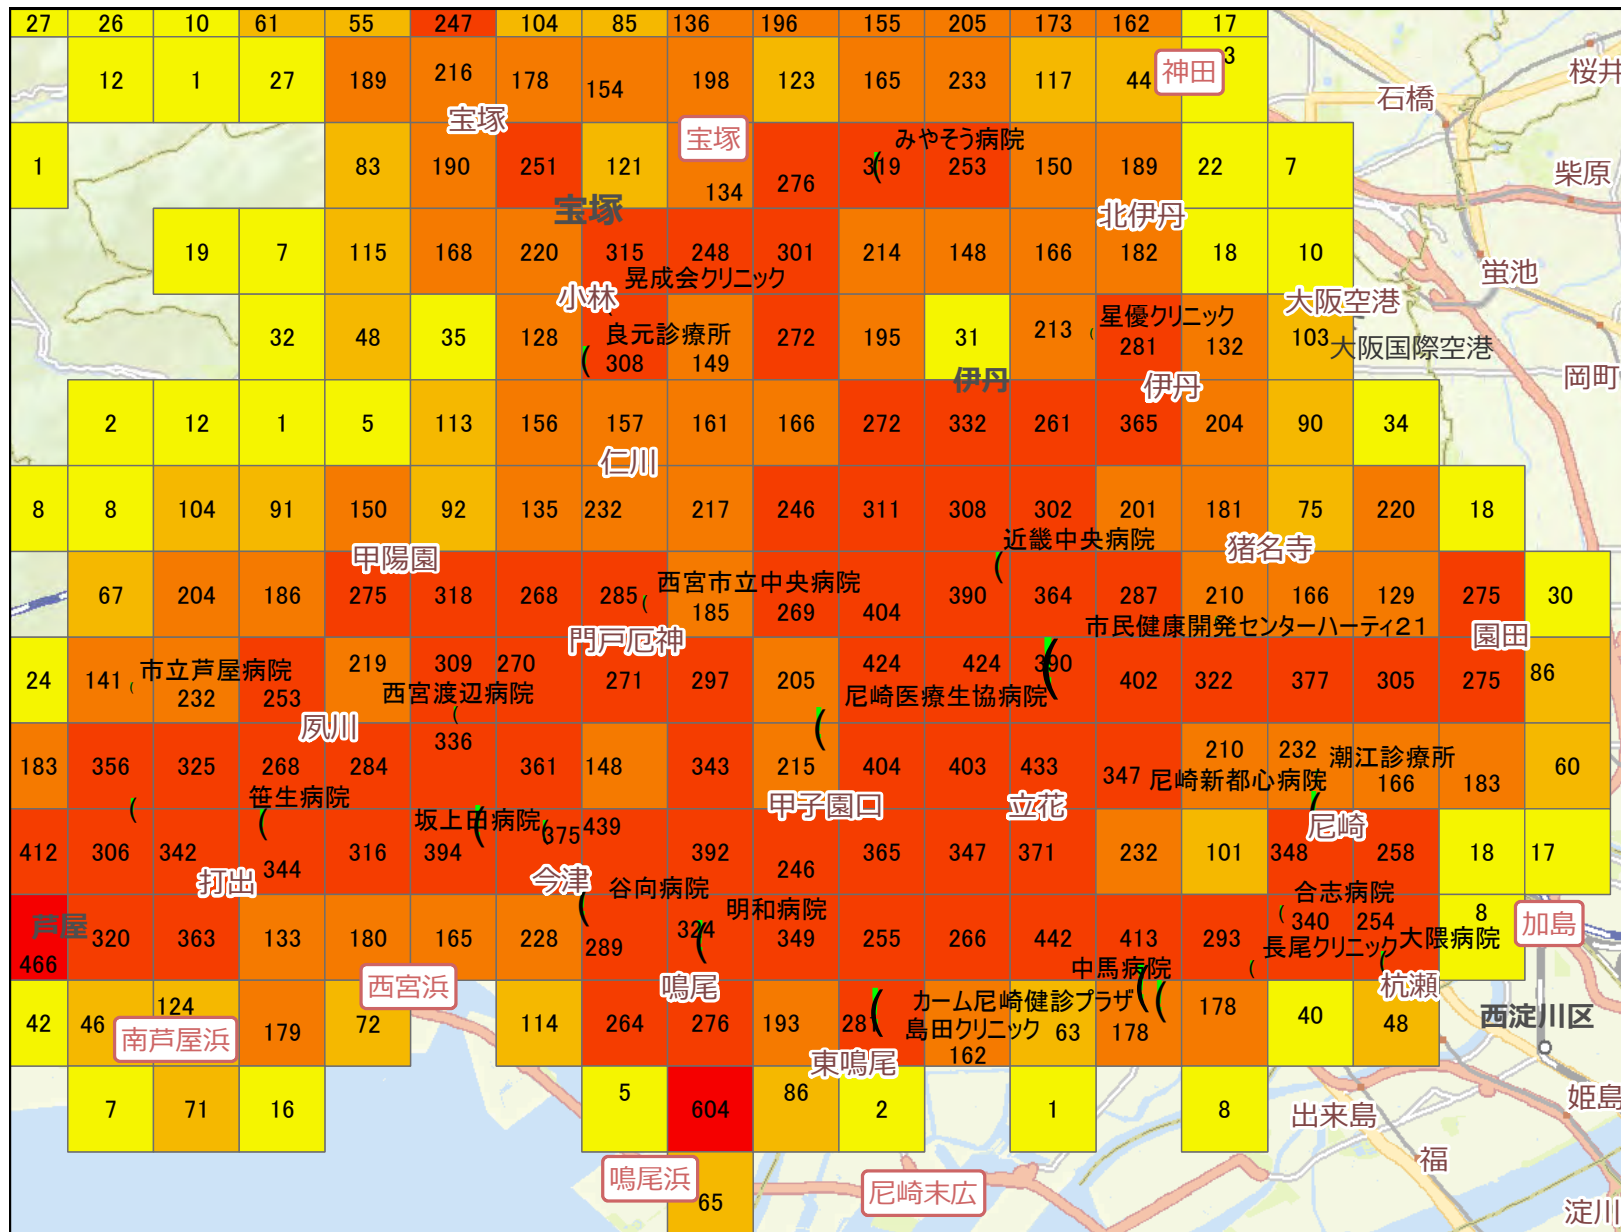 27 26 10 61 55 247 104 85 136 196 155 205 173 162 17
12 1 27 189 216 178 154 198 123 165 233 117 44 3
神田
桜井
石橋
宝塚
宝塚
みやそう病院
1 83 190 251 121 134 276 319 253 150 189 22 7
柴原
宝塚
北伊丹
19 7 115 168 220 315 248 301 214 148 166 182 18 10
晃成会クリニック
蛍池
小林
大阪空港
良元診療所
星優クリニック
32 48 35 128 308 149 272 195 31 213 281 132 103
大阪国際空港
伊丹
伊丹
岡町
2 12 1 5 113 156 157 161 166 272 332 261 365 204 90 34
仁川
8 8 104 91 150 92 135 232 217 246 311 308 302 201 181 75 220 18
甲陽園
近畿中央病院
猪名寺
西宮市立中央病院
67 204 186 275 318 268 285 185 269 404 390 364 287 210 166 129 275 30
市民健康開発センターハーティ21
門戸厄神
園田
24 141 232 253 219 309 270 271 297 205 424 424 390 402 322 377 305 275 86
市立芦屋病院
西宮渡辺病院
尼崎医療生協病院
夙川
183 356 325 268 284 336 361 148 343 215 404 403 433 347 210 232 166 183 60
潮江診療所
尼崎新都心病院
笹生病院
甲子園口
立花
坂上田病院
尼崎
412 306 342 344 316 394 375 439 392 246 365 347 371 232 101 348 258 18 17
打出
今津
谷向病院
合志病院
明和病院
芦屋
466 320 363 133 180 165 228 289 324 349 255 266 442 413 293 340 254 8
加島
長尾クリニック
大隈病院
中馬病院
西宮浜
鳴尾
杭瀬
カーム尼崎健診プラザ
島田クリニック
42 46 124 179 72 114 264 276 193 281 162 63 178 178 40 48
西淀川区
南芦屋浜
東鳴尾
7 71 16 5 604 86 2 1 8
出来島
姫島
福
鳴尾浜
尼崎末広
65
淀川